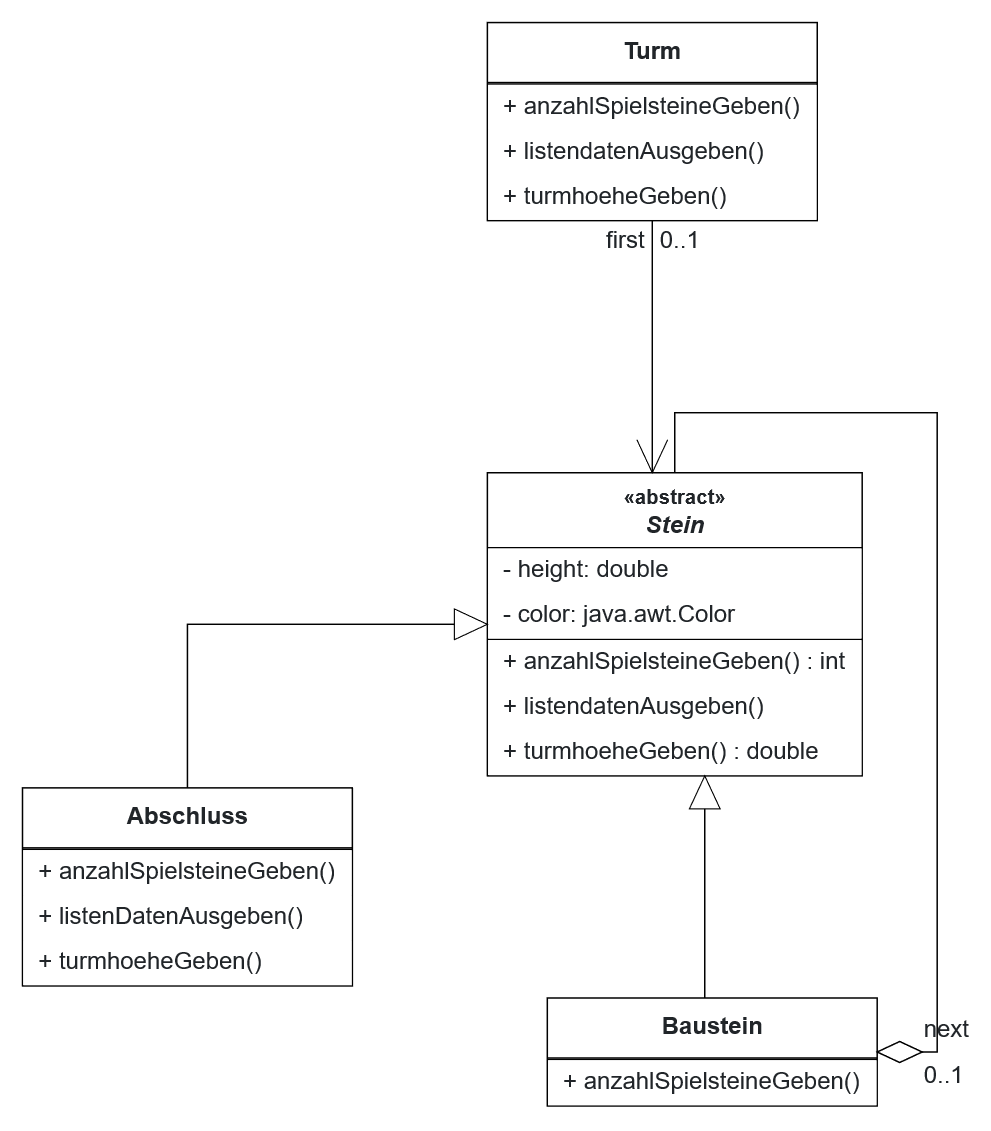 Turm
+ anzahlSpielsteineGeben()
+ listendatenAusgeben()
+ turmhoeheGeben()
first 0..1
«abstract»
Stein
- height: double
- color: java.awt.Color
+ anzahlSpielsteineGeben() : int
+ listendatenAusgeben()
+ turmhoeheGeben() : double
Abschluss
+ anzahlSpielsteineGeben()
+ listenDatenAusgeben()
+ turmhoeheGeben()
Baustein
+ anzahlSpielsteineGeben()
next
0..1